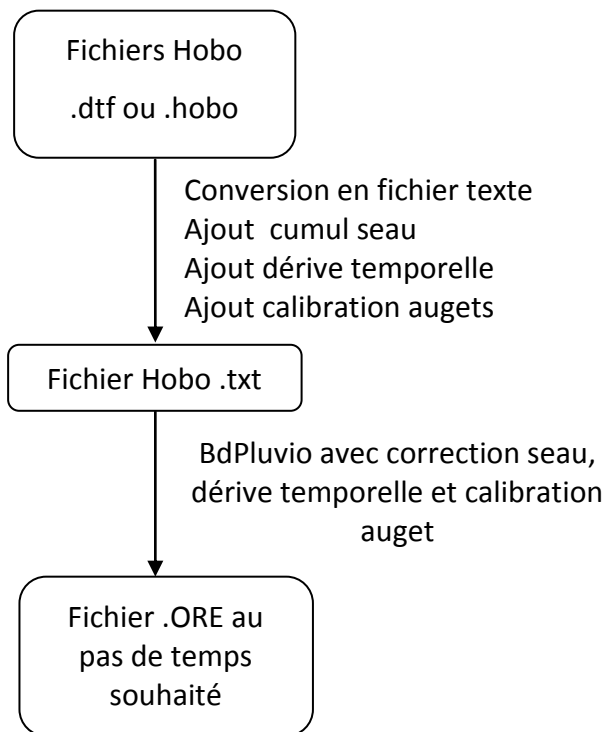 Fichiers Hobo
.dtf ou .hobo
Conversion en fichier texte
Ajout cumul seau
Ajout dérive temporelle
Ajout calibration augets
Fichier Hobo .txt
BdPluvio avec correction seau,
dérive temporelle et calibration
auget
Fichier .ORE au
pas de temps
souhaité